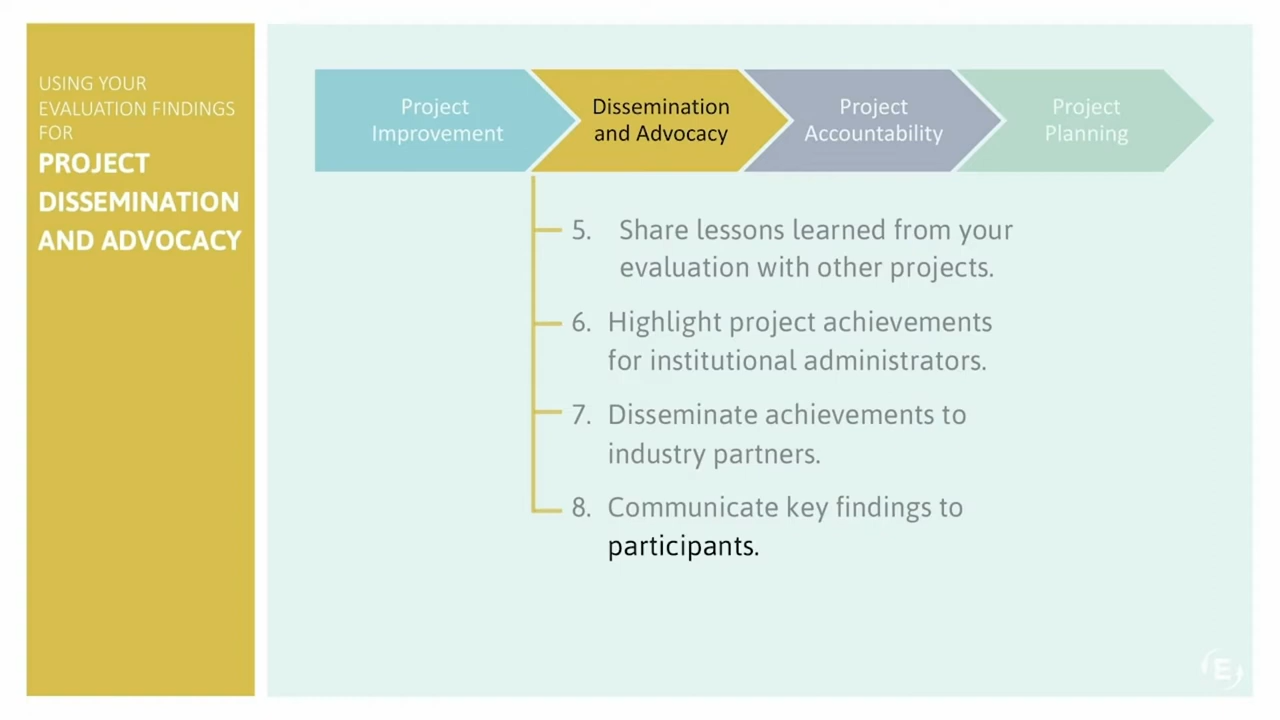 USING YOUR
EVALUATION FINDINGS
FOR
PROJECT
DISSEMINATION
AND ADVOCACY
Project
Improvement
Dissemination
and Advocacy
Project
Accountability
Project
Planning
5. Share lessons learned from your
evaluation with other projects.
6. Highlight project achievements
for institutional administrators.
7. Disseminate achievements to
industry partners.
8. Communicate key findings to
participants.
E